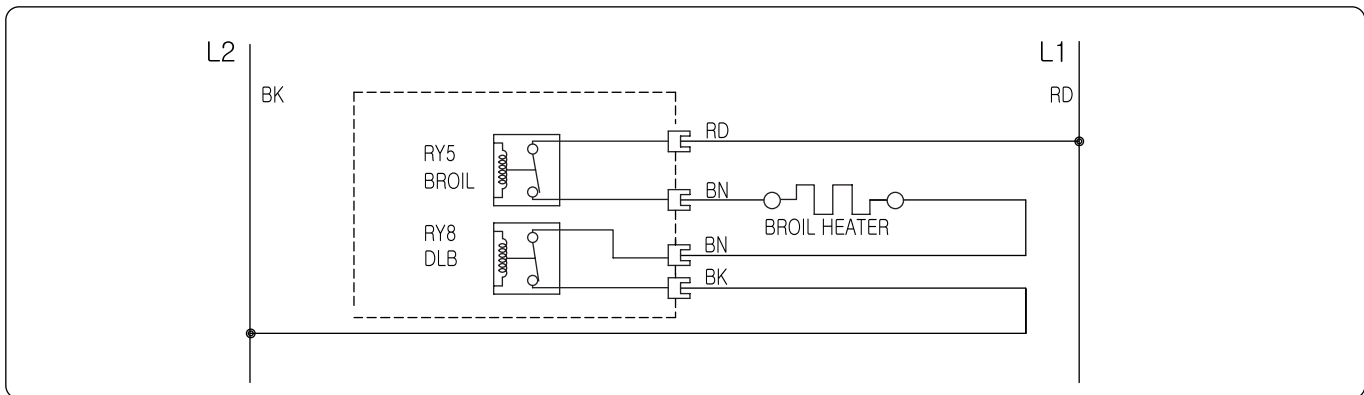 L2
L1
BK
RD
RY5
BROIL
RD
BN
BROIL HEATER
RY8
DLB
BN
BK